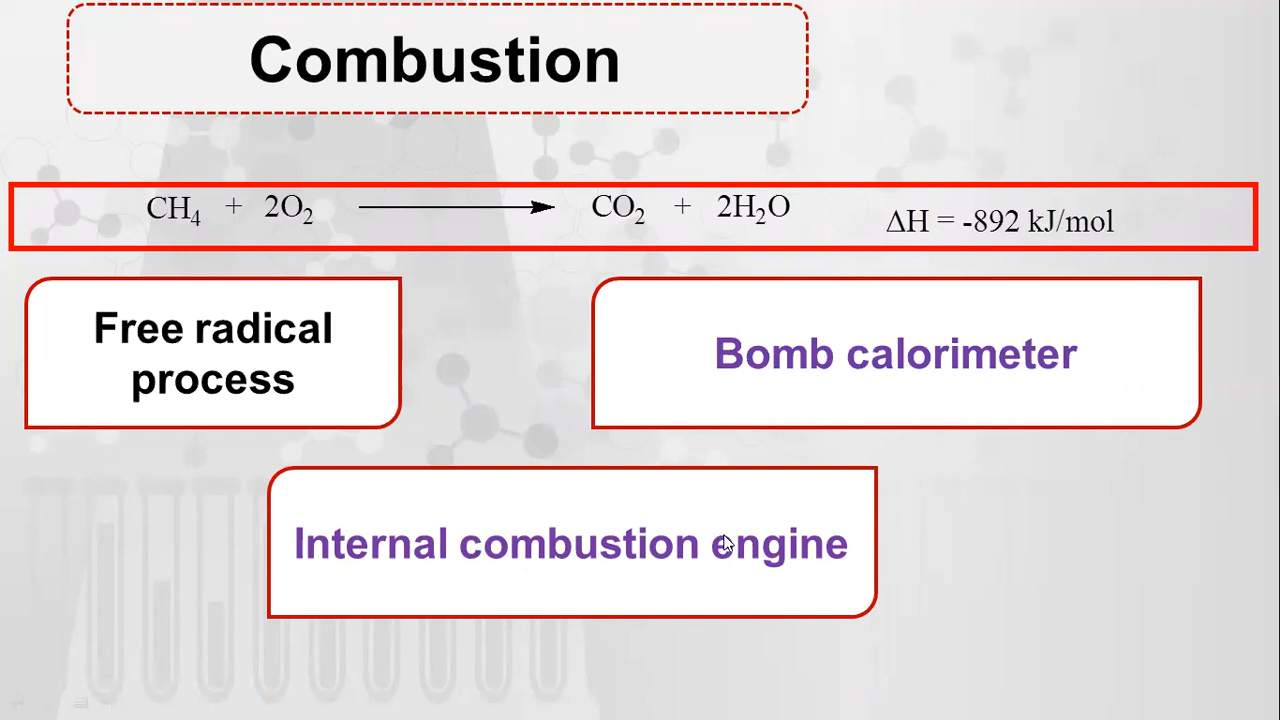 Combustion
CH₄ + 2O₂ ⟶ CO₂ + 2H₂O ΔH = -892 kJ/mol
Free radical
process
Bomb calorimeter
Internal combustion engine